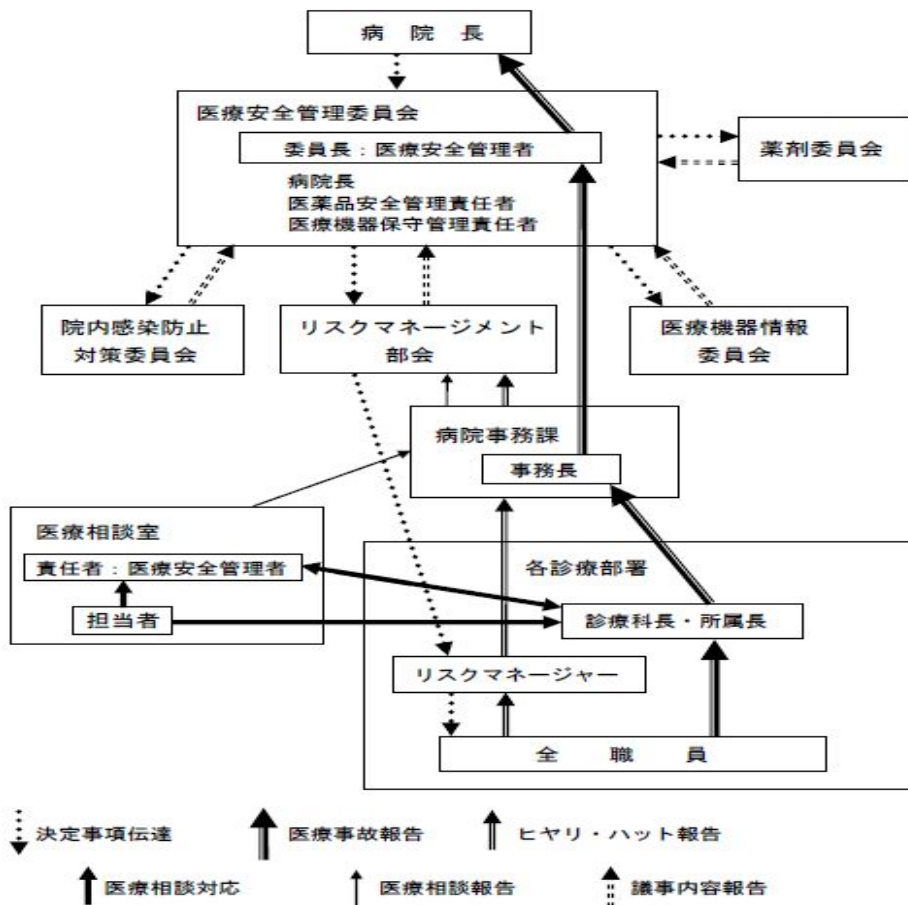 病院長
医療安全管理委員会
委員長：医療安全管理者
病院長
医薬品安全管理責任者
医療機器保守管理責任者
薬剤委員会
院内感染防止
対策委員会
リスクマネージメント
部会
医療機器情報
委員会
病院事務課
事務長
医療相談室
責任者：医療安全管理者
担当者
各診療部署
診療科長・所属長
リスクマネージャー
全職員
決定事項伝達
医療事故報告
ヒヤリ・ハット報告
医療相談対応
医療相談報告
議事内容報告